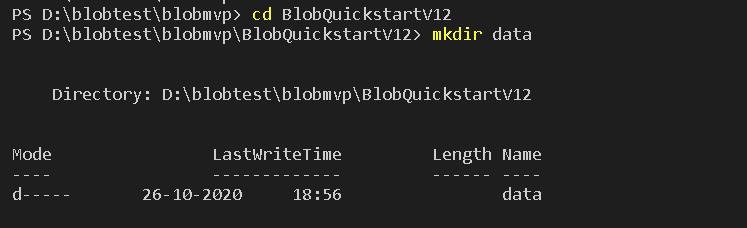 PS D:\blobtest\blobmvp> cd BlobQuickstartV12
PS D:\blobtest\blobmvp\BlobQuickstartV12> mkdir data
Directory: D:\blobtest\blobmvp\BlobQuickstartV12
Mode LastWriteTime Length Name
---- ------------- ------ ----
d----- 26-10-2020 18:56 data